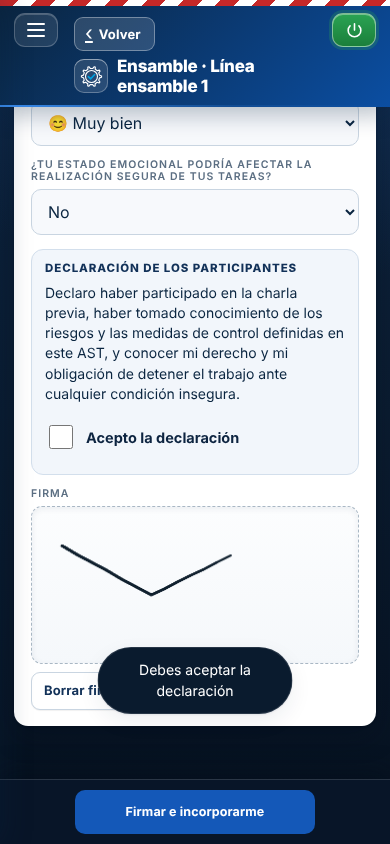 Volver
Ensamble · Línea
ensamble 1
😊 Muy bien
¿TU ESTADO EMOCIONAL PODRÍA AFECTAR LA
REALIZACIÓN SEGURA DE TUS TAREAS?
No
DECLARACIÓN DE LOS PARTICIPANTES
Declaro haber participado en la charla
previa, haber tomado conocimiento de los
riesgos y las medidas de control definidas en
este AST, y conocer mi derecho y mi
obligación de detener el trabajo ante
cualquier condición insegura.
Acepto la declaración
FIRMA
Debes aceptar la
declaración
Borrar
Firmar e incorporarme